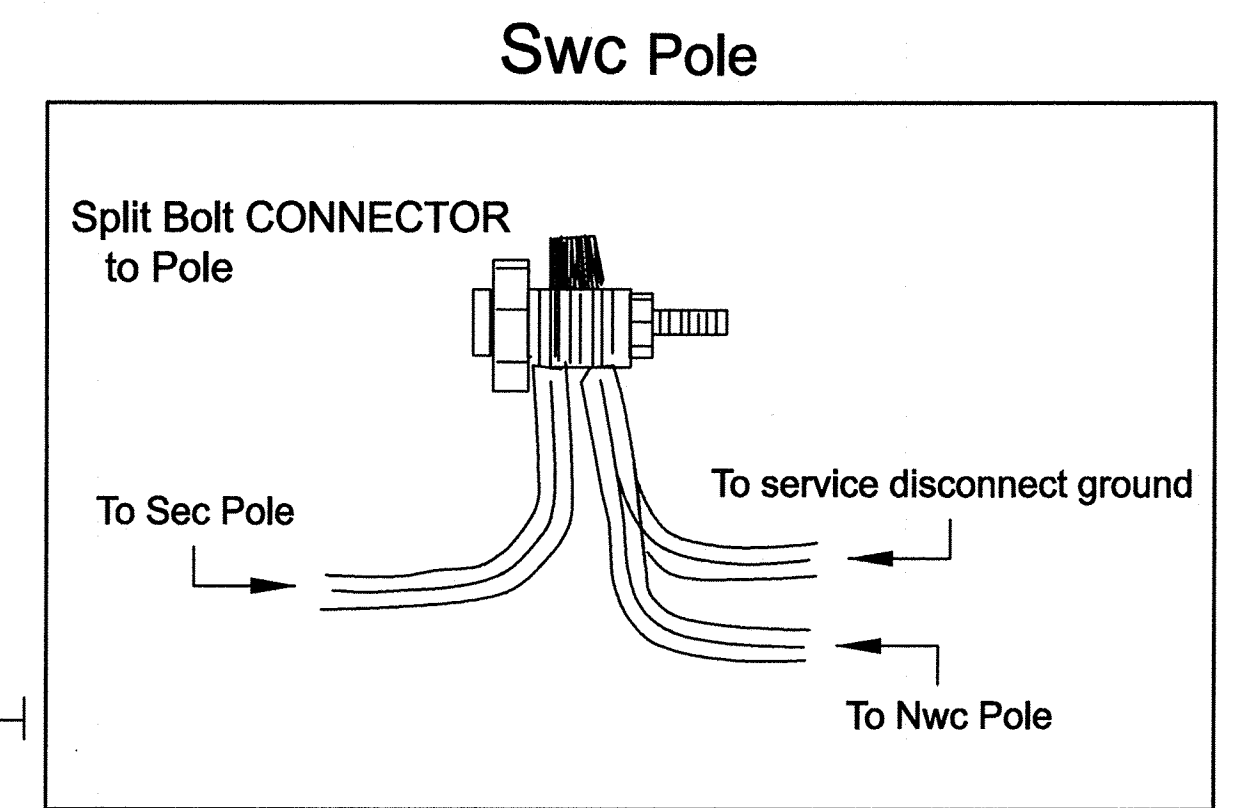 Swc Pole
Split Bolt CONNECTOR
to Pole
To Sec Pole
To service disconnect ground
To Nwc Pole